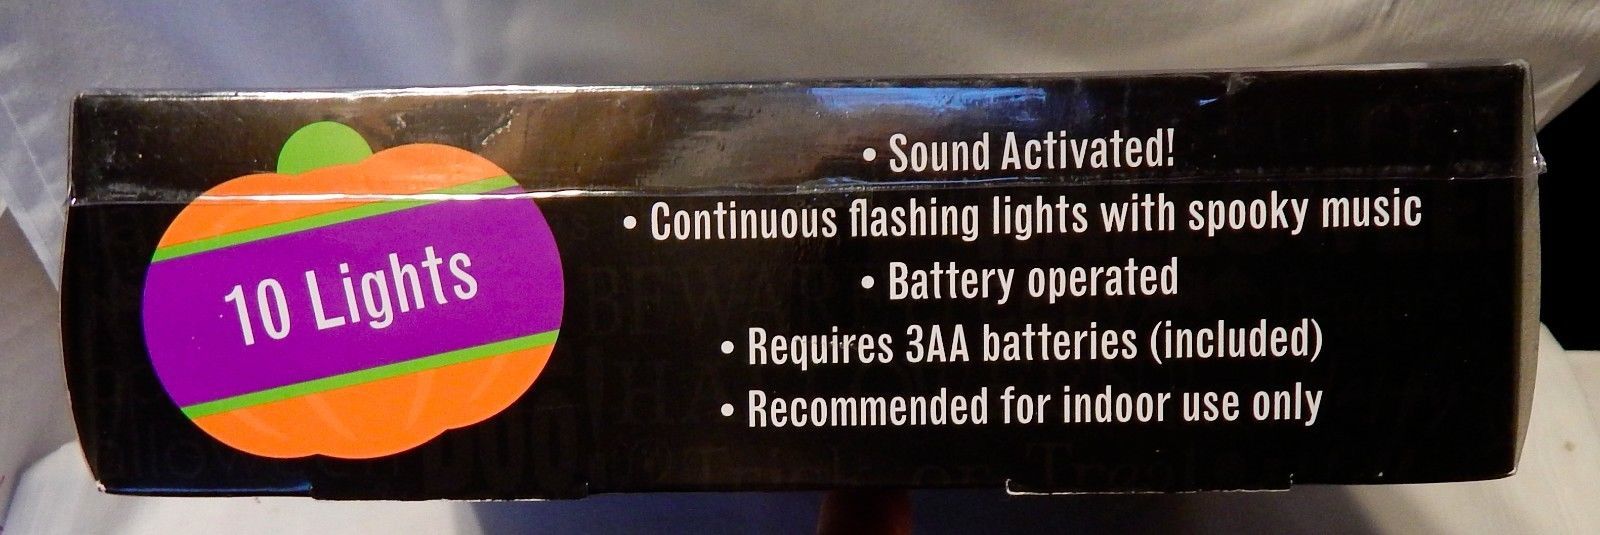 10 Lights
• Sound Activated!
• Continuous flashing lights with spooky music
• Battery operated
• Requires 3AA batteries (included)
• Recommended for indoor use only